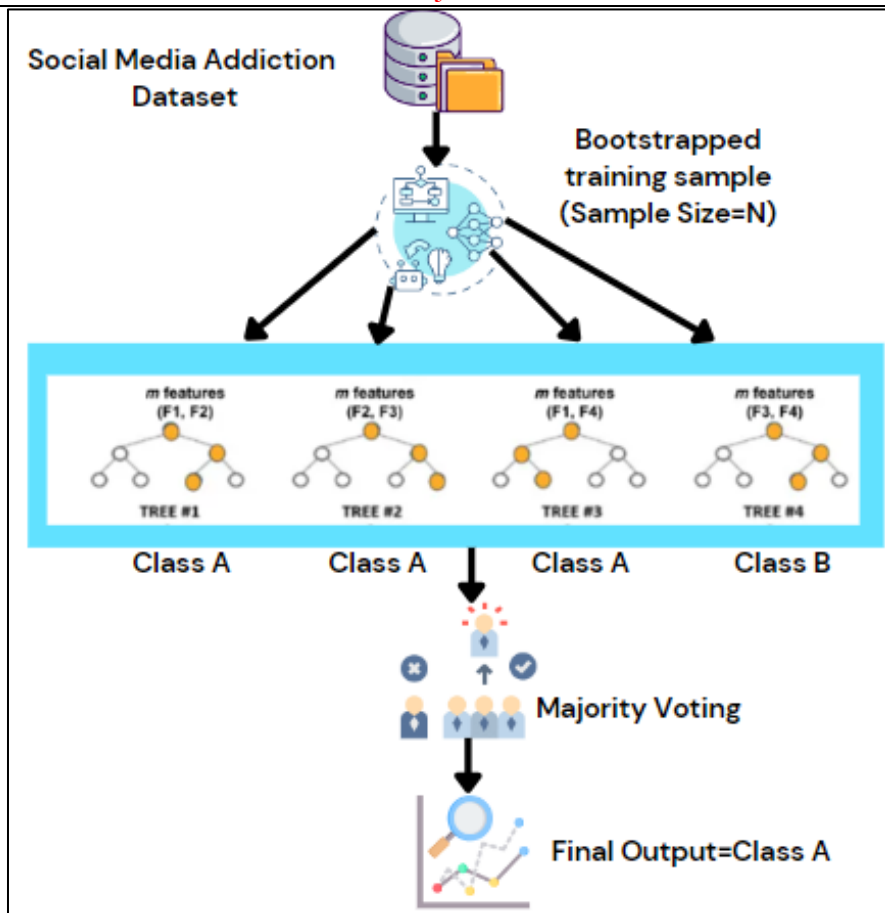 Social Media Addiction
Dataset
Bootstrapped
training sample
(Sample Size=N)
m features
(F1, F2)
m features
(F2, F3)
m features
(F1, F4)
m features
(F3, F4)
TREE #1
TREE #2
TREE #3
TREE #4
Class A
Class A
Class A
Class B
Majority Voting
Final Output=Class A